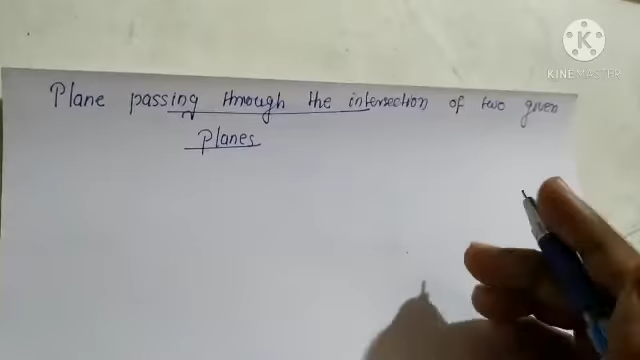 K
KINEMASTER
Plane passing through the intersection of two given
Planes